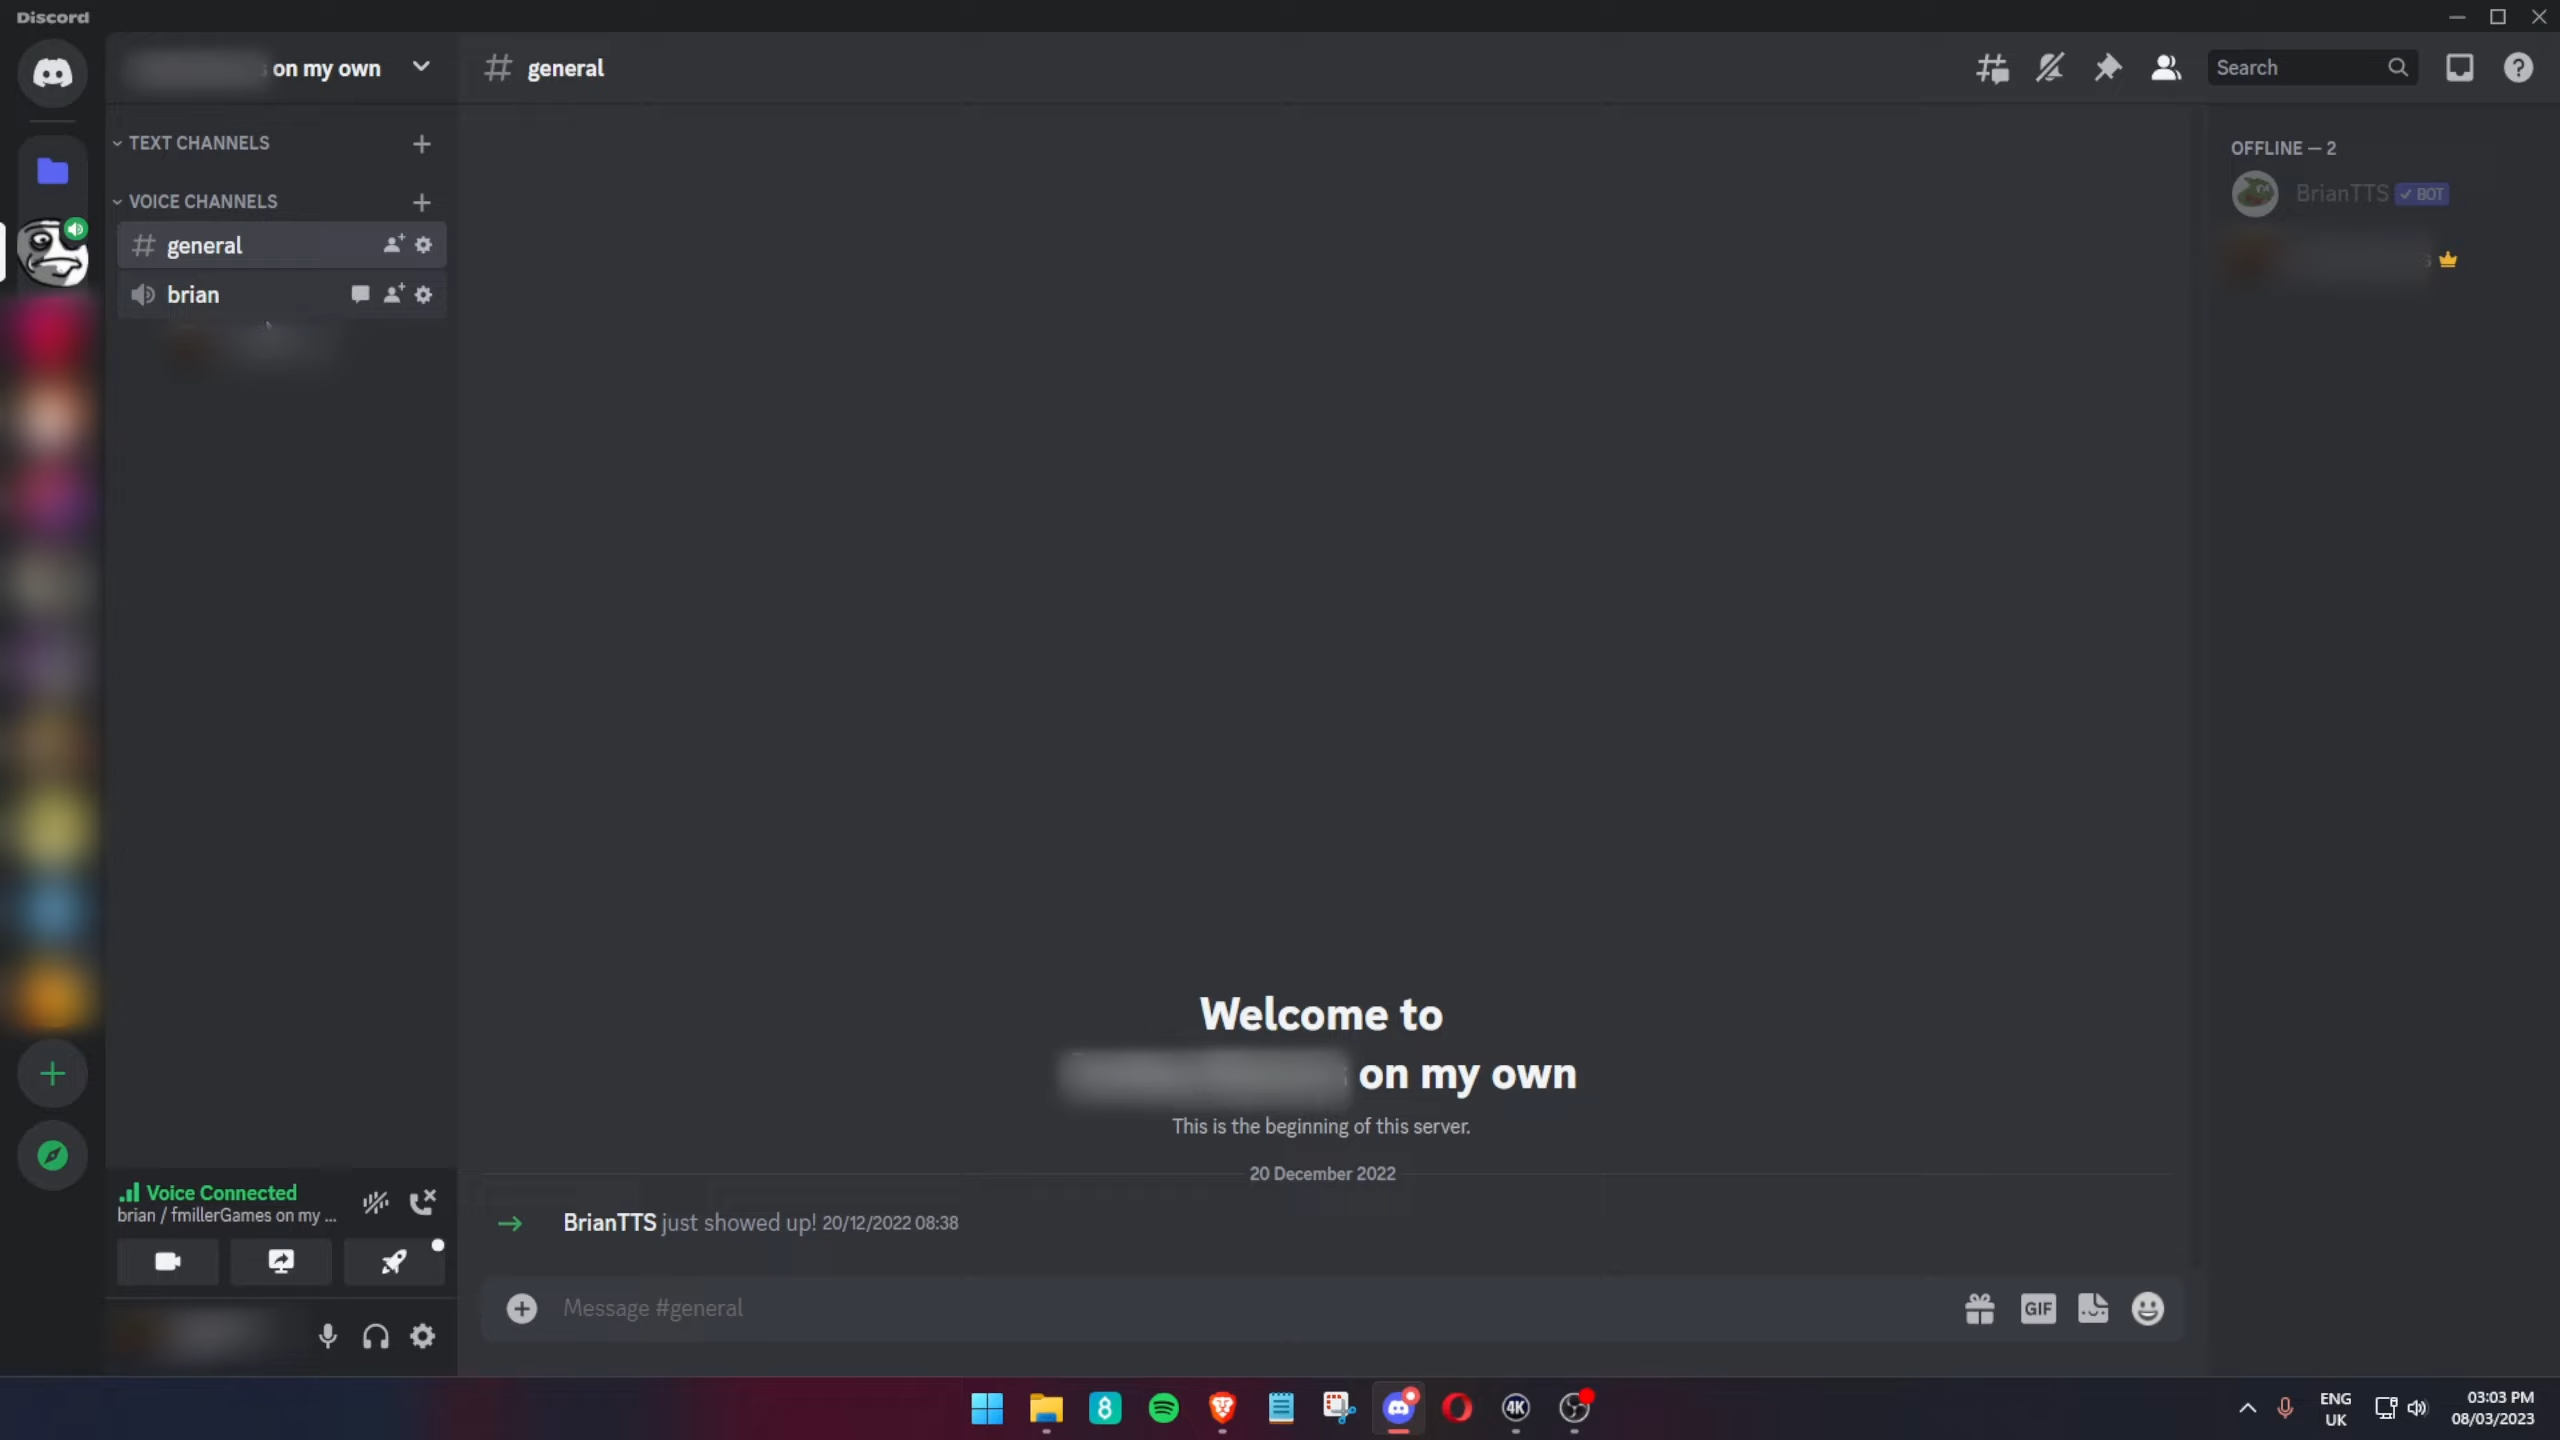 Discord
on my own
general
Search
TEXT CHANNELS
VOICE CHANNELS
general
brian
OFFLINE — 2
BrianTTS ✓ BOT
Welcome to
on my own
This is the beginning of this server.
20 December 2022
BrianTTS just showed up! 20/12/2022 08:38
Voice Connected
brian / fmillerGames on my ...
Message #general
GIF
8
4K
ENG
UK
03:03 PM
08/03/2023